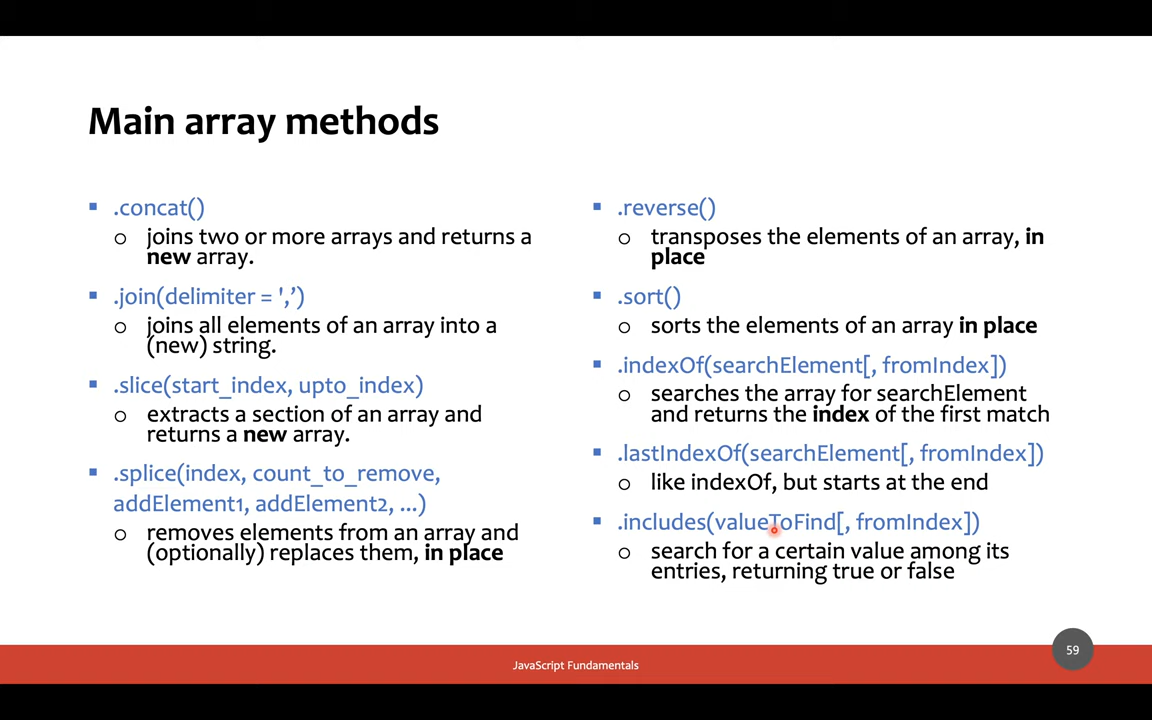 Main array methods
▪ .concat()
o joins two or more arrays and returns a
new array.
▪ .join(delimiter = ',’)
o joins all elements of an array into a
(new) string.
▪ .slice(start_index, upto_index)
o extracts a section of an array and
returns a new array.
▪ .splice(index, count_to_remove,
addElement1, addElement2, ...)
o removes elements from an array and
(optionally) replaces them, in place
▪ .reverse()
o transposes the elements of an array, in
place
▪ .sort()
o sorts the elements of an array in place
▪ .indexOf(searchElement[, fromIndex])
o searches the array for searchElement
and returns the index of the first match
▪ .lastIndexOf(searchElement[, fromIndex])
o like indexOf, but starts at the end
▪ .includes(valueToFind[, fromIndex])
o search for a certain value among its
entries, returning true or false
59
JavaScript Fundamentals